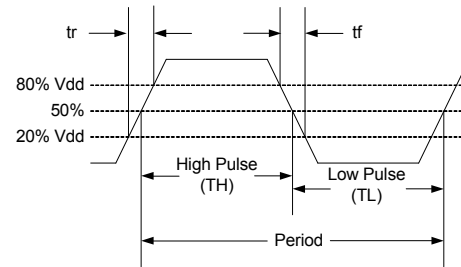 tr
tf
80% Vdd
50%
20% Vdd
High Pulse
(TH)
Low Pulse
(TL)
Period